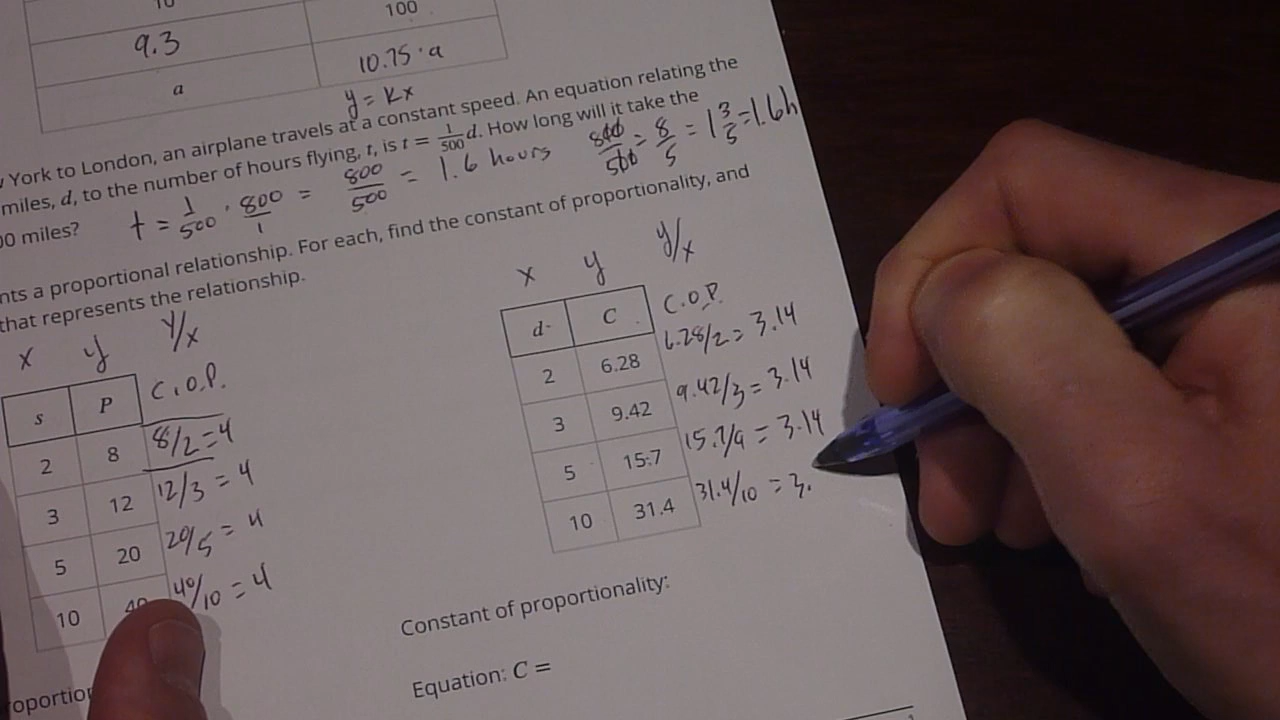 100
9.3
10.75 · a
a
y = Kx
York to London, an airplane travels at a constant speed. An equation relating the
miles, d, to the number of hours flying, t, is t = 1/500 d. How long will it take the
00 miles?
t = 1/500 · 800/1 = 800/500 = 1.6 hours
800/500 = 8/5 = 1 3/5 = 1.6h
nts a proportional relationship. For each, find the constant of proportionality, and
that represents the relationship.
x y y/x
s P C.O.P.
2 8 8/2 = 4
3 12 12/3 = 4
5 20 20/5 = 4
10 40 40/10 = 4
x y y/x
d C C.O.P.
2 6.28 6.28/2 = 3.14
3 9.42 9.42/3 = 3.14
5 15.7 15.7/9 = 3.14
10 31.4 31.4/10 = 3.
Constant of proportionality:
Equation: C =
roportion